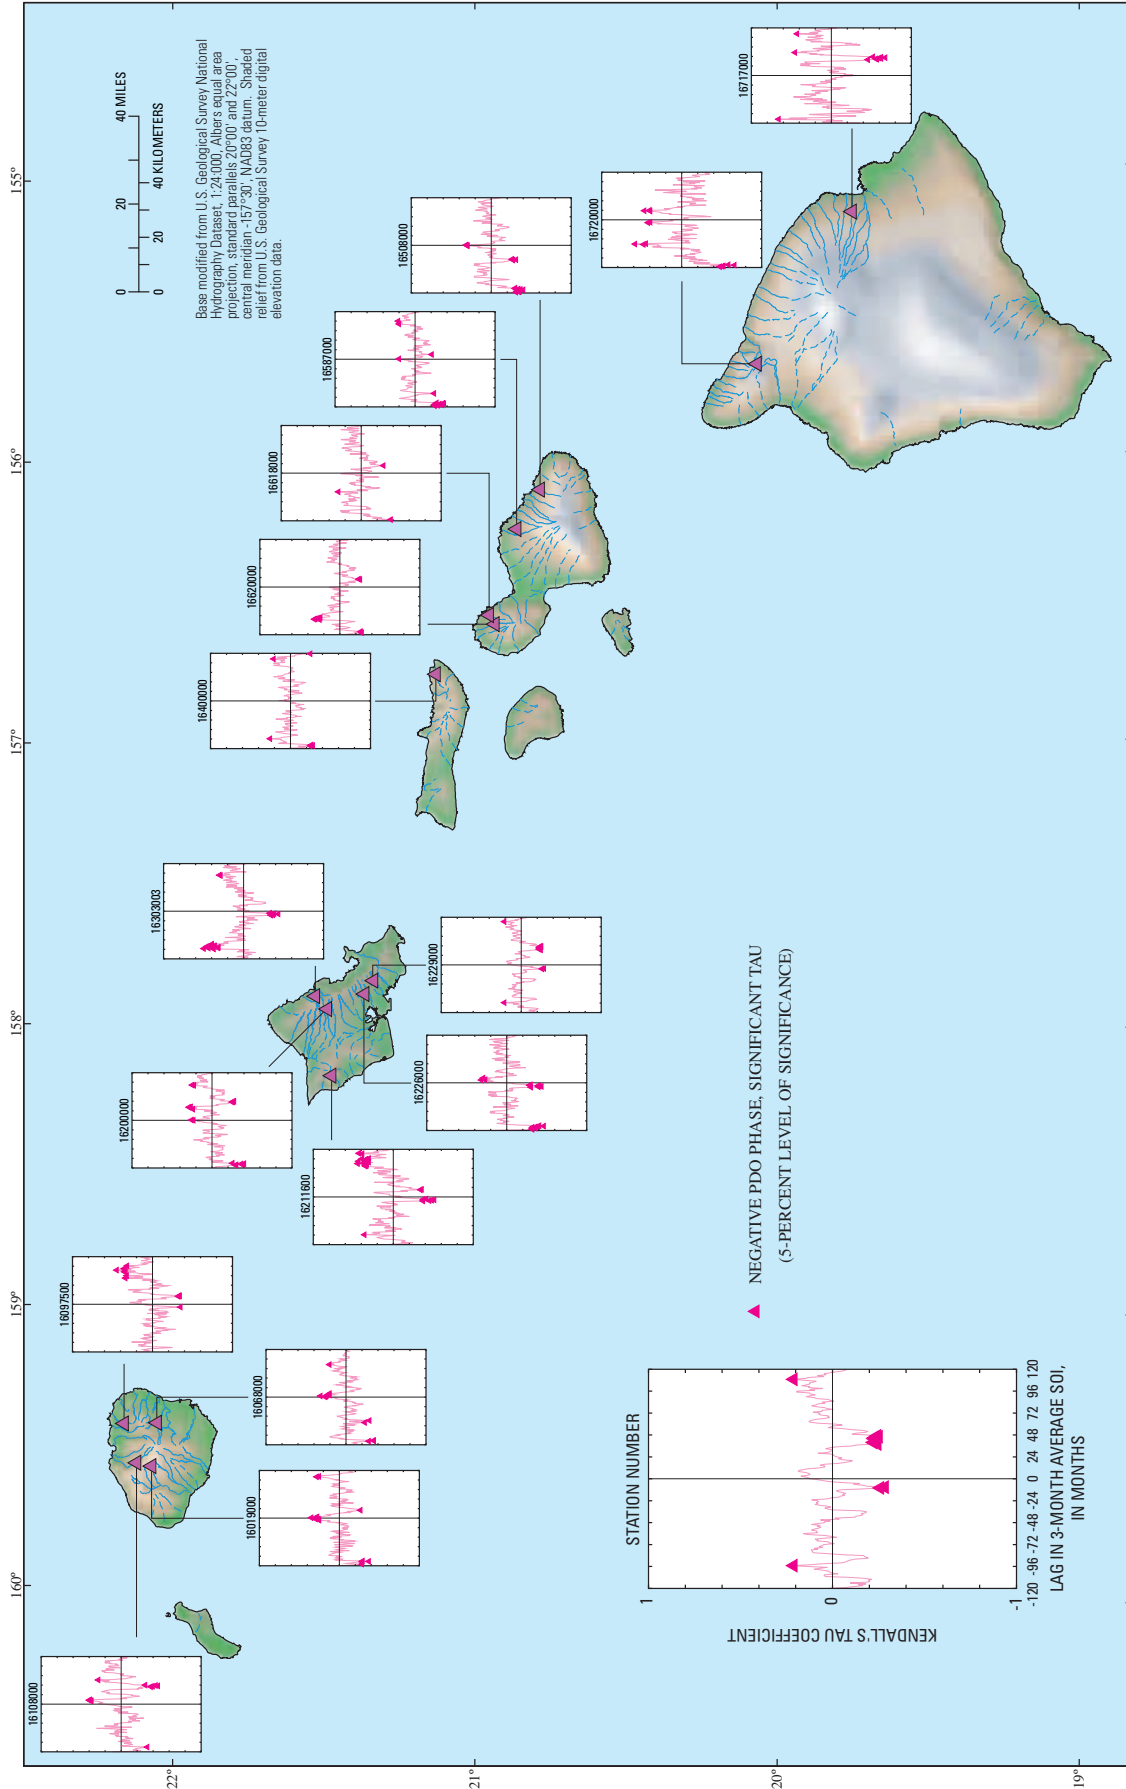 160°
159°
158°
157°
156°
155°
22°
21°
20°
19°
16108000
16019000
16068000
16097500
16211600
16200000
16226000
16229000
16303003
16400000
16620000
16618000
16587000
16508000
16720000
16717000
0 20 40 MILES
0 20 40 KILOMETERS
Base modified from U.S. Geological Survey National
Hydrography Dataset, 1:24:000, Albers equal area
projection, standard parallels 20°00' and 22°00',
central meridian -157°30', NAD83 datum. Shaded
relief from U.S. Geological Survey 10-meter digital
elevation data.
STATION NUMBER
1
0
-1
KENDALL'S TAU COEFFICIENT
-120 -96 -72 -48 -24 0 24 48 72 96 120
LAG IN 3-MONTH AVERAGE SOI,
IN MONTHS
NEGATIVE PDO PHASE, SIGNIFICANT TAU
(5-PERCENT LEVEL OF SIGNIFICANCE)